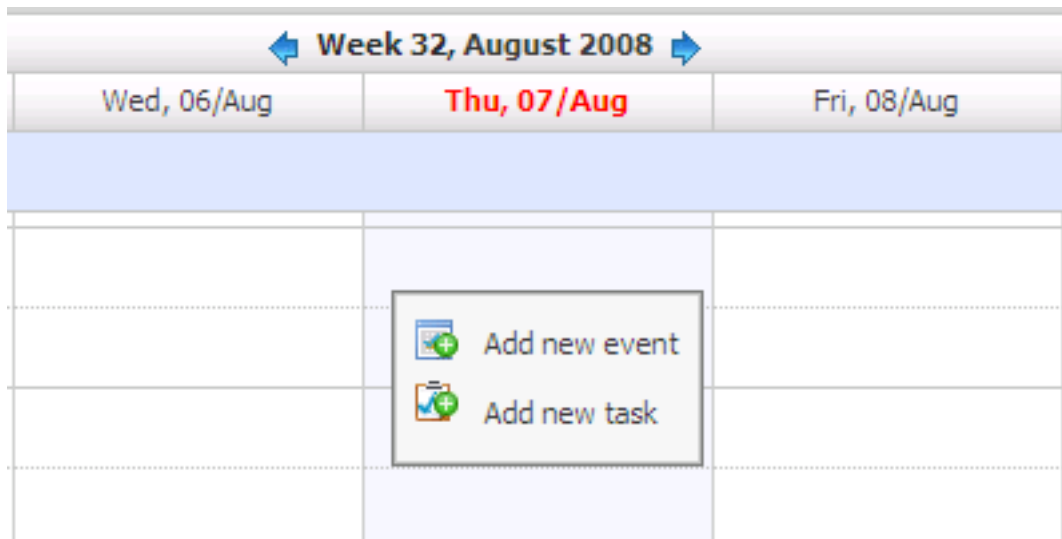 Week 32, August 2008
Wed, 06/Aug Thu, 07/Aug Fri, 08/Aug
Add new event
Add new task